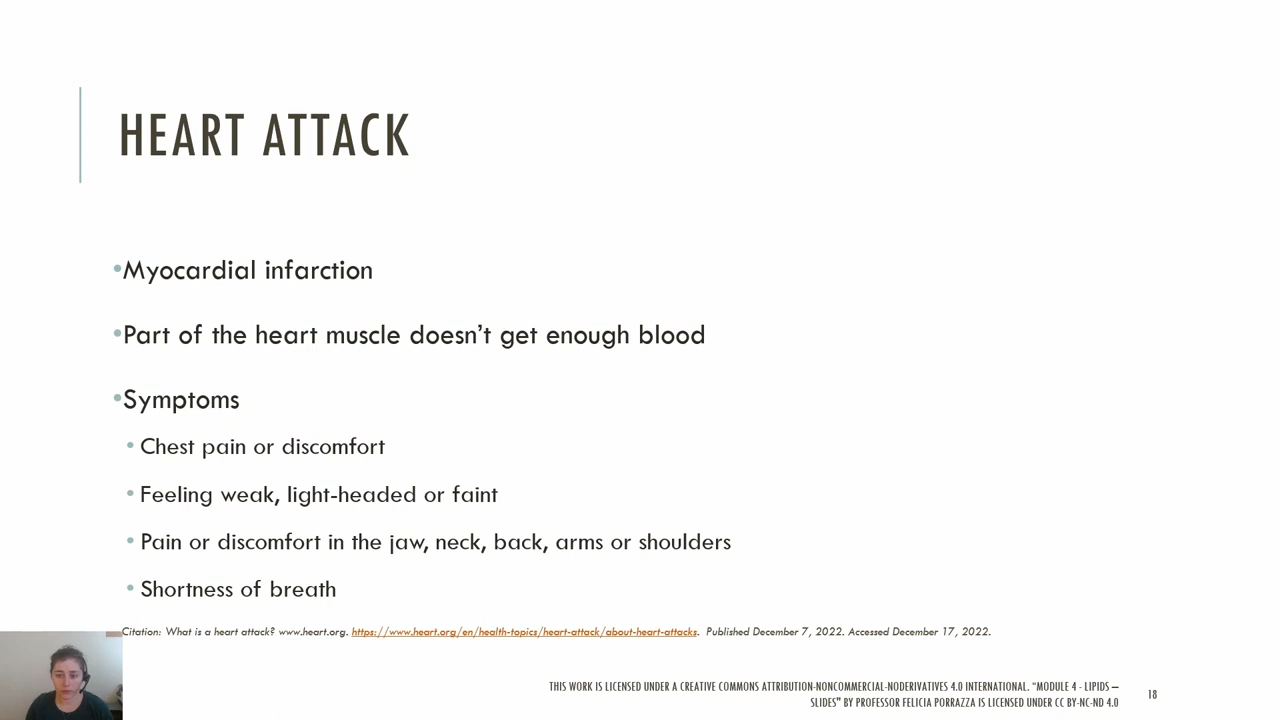 HEART ATTACK
•Myocardial infarction
•Part of the heart muscle doesn’t get enough blood
•Symptoms
• Chest pain or discomfort
• Feeling weak, light-headed or faint
• Pain or discomfort in the jaw, neck, back, arms or shoulders
• Shortness of breath
Citation: What is a heart attack? www.heart.org. https://www.heart.org/en/health-topics/heart-attack/about-heart-attacks. Published December 7, 2022. Accessed December 17, 2022.
THIS WORK IS LICENSED UNDER A CREATIVE COMMONS ATTRIBUTION-NONCOMMERCIAL-NODERIVATIVES 4.0 INTERNATIONAL. "MODULE 4 - LIPIDS –
SLIDES" BY PROFESSOR FELICIA PORRAZZA IS LICENSED UNDER CC BY-NC-ND 4.0
18